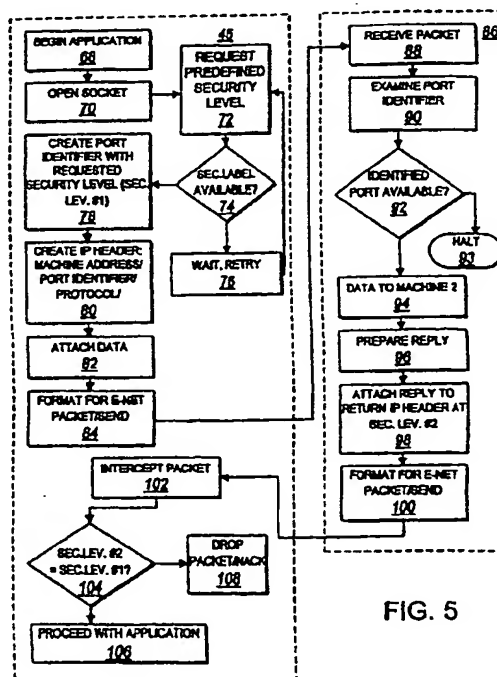 BEGIN APPLICATION
68
OPEN SOCKET
70
46
REQUEST
PREDEFINED
SECURITY
LEVEL
72
SEC.LABEL
AVAILABLE?
74
WAIT, RETRY
76
CREATE PORT
IDENTIFIER WITH
REQUESTED
SECURITY LEVEL (SEC.
LEV. #1)
78
CREATE IP HEADER:
MACHINE ADDRESS/
PORT IDENTIFIER/
PROTOCOL/
80
ATTACH DATA
82
FORMAT FOR E-NET
PACKET/SEND
84
86
RECEIVE PACKET
88
EXAMINE PORT
IDENTIFIER
90
IDENTIFIED
PORT AVAILABLE?
92
HALT
93
DATA TO MACHINE 2
94
PREPARE REPLY
96
ATTACH REPLY TO
RETURN IP HEADER AT
SEC. LEV. #2
98
FORMAT FOR E-NET
PACKET/SEND
100
INTERCEPT PACKET
102
SEC.LEV. #2
= SEC.LEV. #1?
104
DROP
PACKET/NACK
108
PROCEED WITH APPLICATION
106
FIG. 5